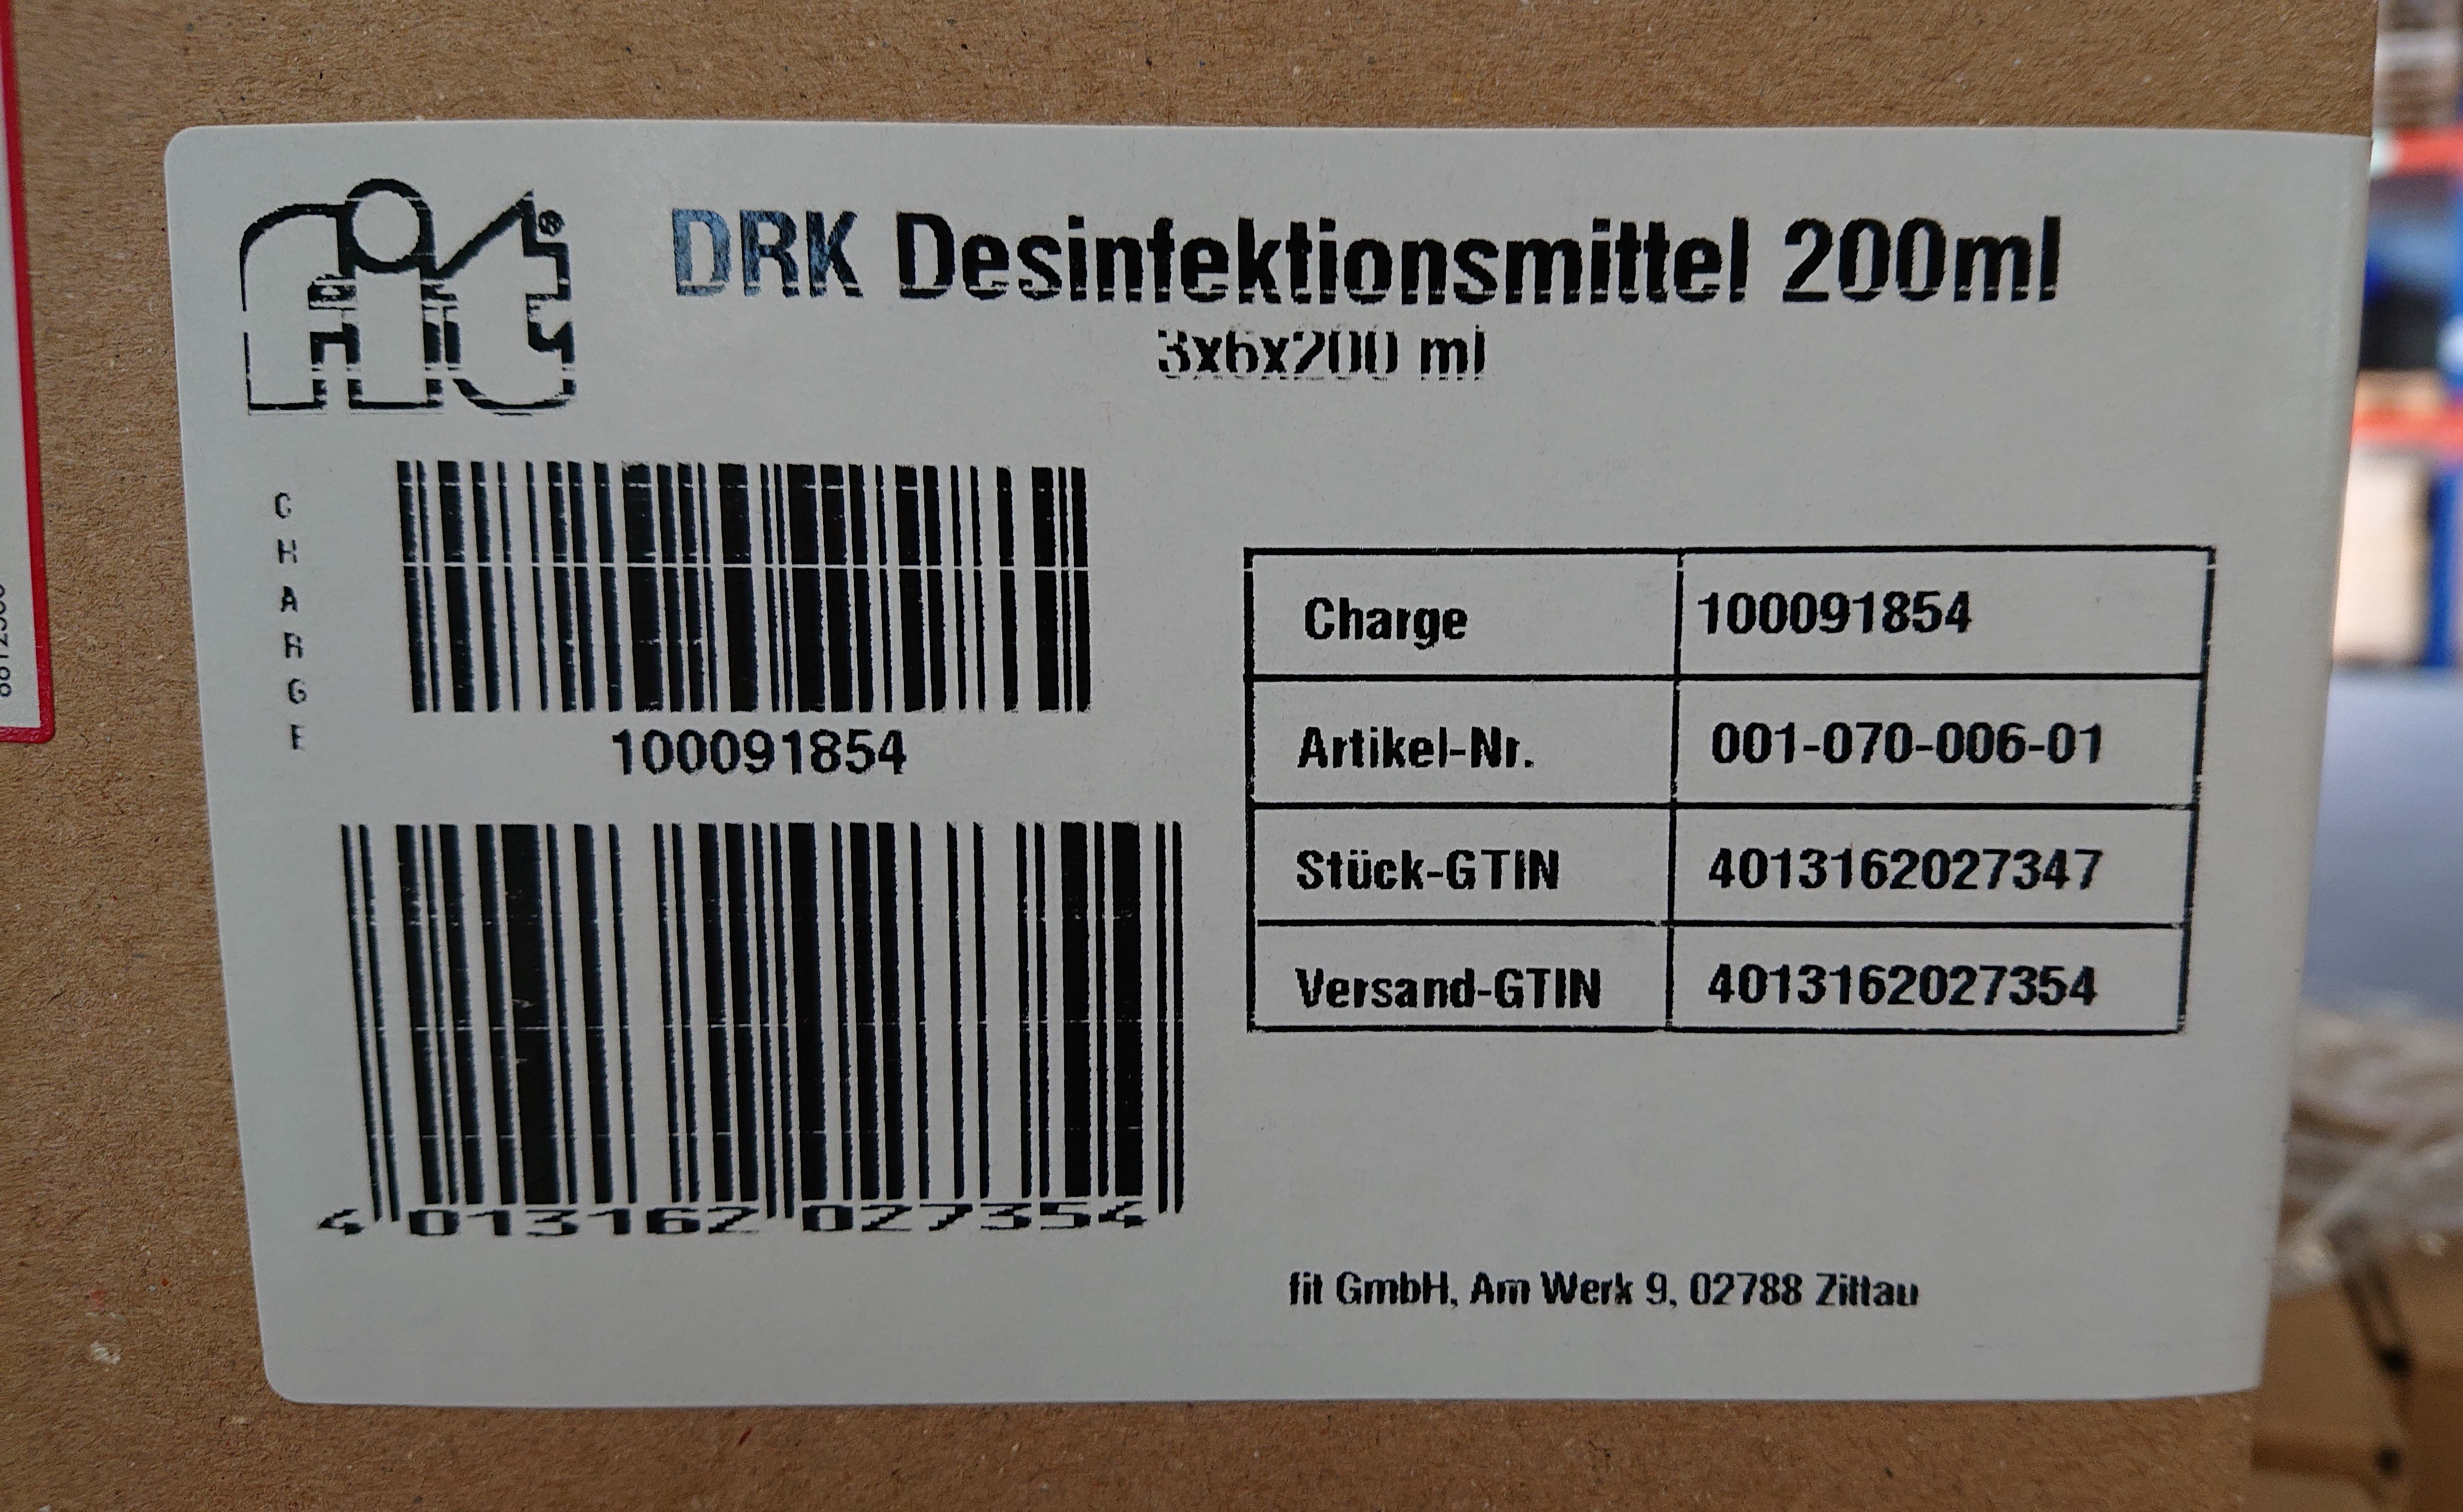 fit®
DRK Desinfektionsmittel 200ml
3x6x200 ml
CHARGE
100091854
Charge 100091854
Artikel-Nr. 001-070-006-01
Stück-GTIN 4013162027347
Versand-GTIN 4013162027354
4 013162 027354
fit GmbH, Am Werk 9, 02788 Zittau